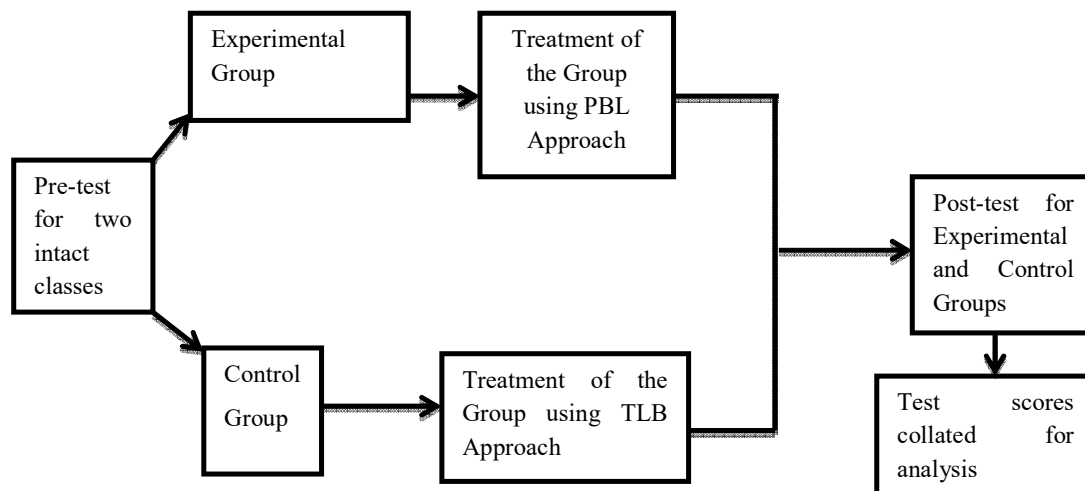 Experimental
Group
Treatment of
the Group
using PBL
Approach
Pre-test
for two
intact
classes
Post-test for
Experimental
and Control
Groups
Control
Group
Treatment of the
Group using TLB
Approach
Test scores
collated for
analysis